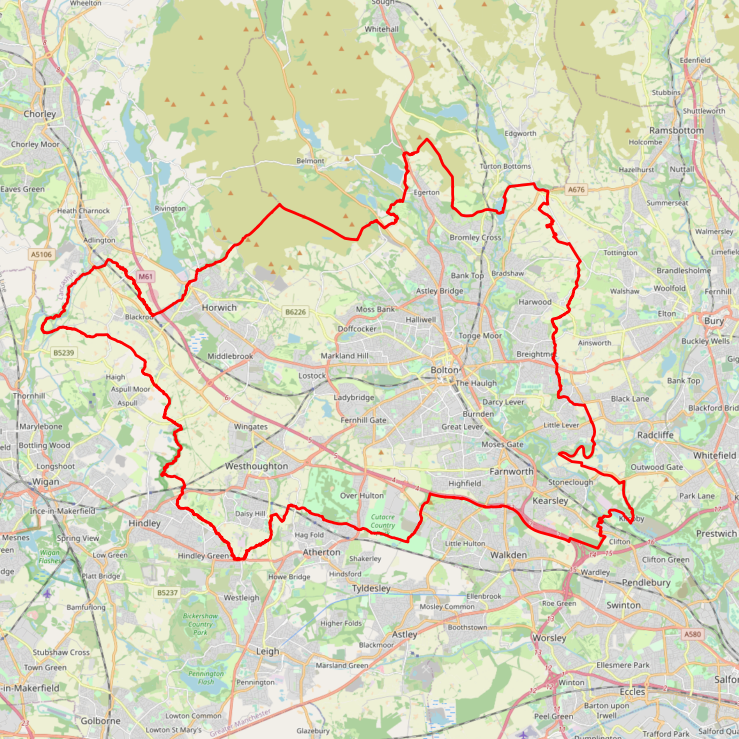 Wheelton
Sough
Whitehall
Edenfield
Stubbins
Chorley
Shuttleworth
Ramsbottom
Edgworth
Chorley Moor
Holcombe
Belmont
Turton Bottoms
Hazelhurst
Nuttall
Eaves Green
Egerton
A676
Summerseat
Rivington
Heath Charnock
Walmersley
Bromley Cross
Adlington
Limefield
A5106
Tottington
M61
Bank Top
Bradshaw
Brandlesholme
Astley Bridge
Walshaw
Woolfold
Fernhill
Horwich
B6226
Moss Bank
Harwood
Elton
Blackrod
Halliwell
Bury
Doffcocker
Tonge Moor
Ainsworth
Buckley Wells
B5239
Middlebrook
Markland Hill
Breightmet
Bolton
Haigh
Lostock
The Haulgh
Bank Top
Aspull Moor
Thornhill
Ladybridge
Black Lane
Aspull
Darcy Lever
Blackford Bridge
Burnden
Marylebone
Wingates
Fernhill Gate
Great Lever
Little Lever
Radcliffe
Bottling Wood
Moses Gate
Whitefield
Longshoot
Westhoughton
Outwood Gate
Farnworth
Wigan
Highfield
Stoneclough
Park Lane
Over Hulton
Kearsley
Ince-in-Makerfield
Daisy Hill
Cutacre
Country
Hindley
Prestwich
Mesnes
Spring View
Hag Fold
Clifton
Little Hulton
Wigan
Flashes
Low Green
Hindley Green
Atherton
Shakerley
Walkden
Clifton Green
Platt Bridge
Howe Bridge
Hindsford
Wardley
Pendlebury
B5237
Tyldesley
Ellenbrook
Bamfurlong
Westleigh
Roe Green
Swinton
Mosley Common
Bickershaw
Country
Park
Higher Folds
Boothstown
Astley
A580
Worsley
Blackmoor
Stubshaw Cross
Leigh
Town Green
Marsland Green
Ellesmere Park
Pennington
Flash
Pennington
Winton
Eccles
Golborne
Lowton Common
Barton upon
Irwell
Lowton St. Mary's
Greater Manchester
Peel Green
Glazebury
Trafford Park
Dumplington